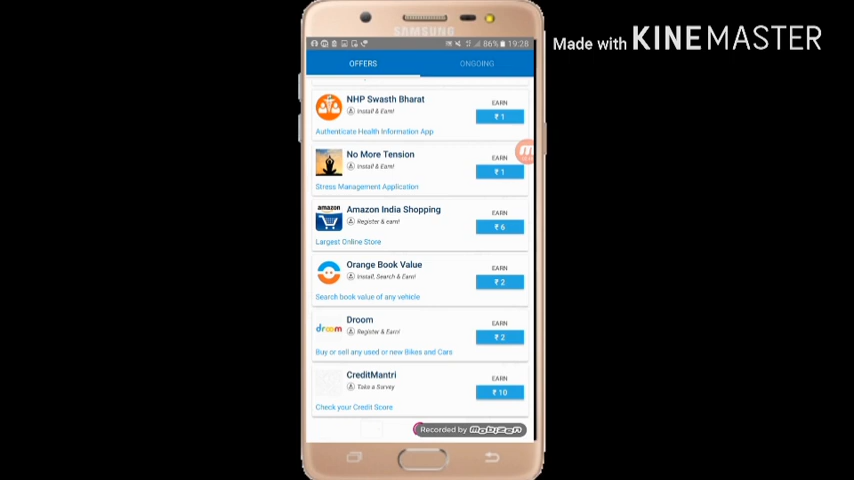 Made with KINEMASTER
SAMSUNG
86% 19:28
OFFERS
ONGOING
NHP Swasth Bharat
Install & Earn!
Authenticate Health Information App
EARN
₹ 1
No More Tension
Install & Earn!
Stress Management Application
EARN
₹ 1
amazon
Amazon India Shopping
Register & earn!
Largest Online Store
EARN
₹ 6
Orange Book Value
Install, Search & Earn!
Search book value of any vehicle
EARN
₹ 2
droom
Droom
Register & Earn!
Buy or sell any used or new Bikes and Cars
EARN
₹ 2
CreditMantri
Take a Survey
Check your Credit Score
EARN
₹ 10
Recorded by mobizen